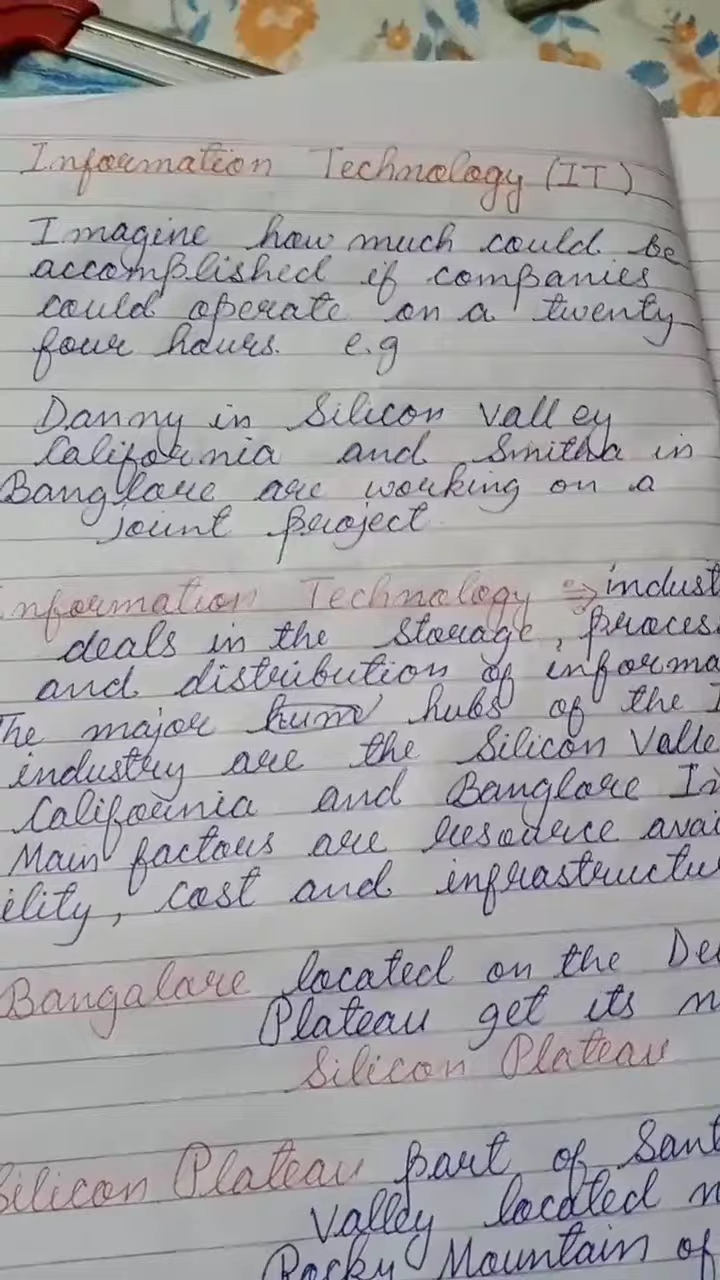 Information Technology (IT)
Imagine how much could be
accomplished if companies
could operate on a twenty
four hours. e.g
Danny in Silicon Valley
California and Smitha in
Banglore are working on a
joint project
Information Technology ⇒ indust
deals in the storage, process
and distribution of informa
The major hubs of the I
industry are the Silicon Valle
California and Banglore In
Main factors are resource avai
ility, cost and infrastructu
Bangalore located on the De
Plateau get its n
Silicon Plateau
Silicon Plateau part of Sant
Valley located n
Rocky Mountain of